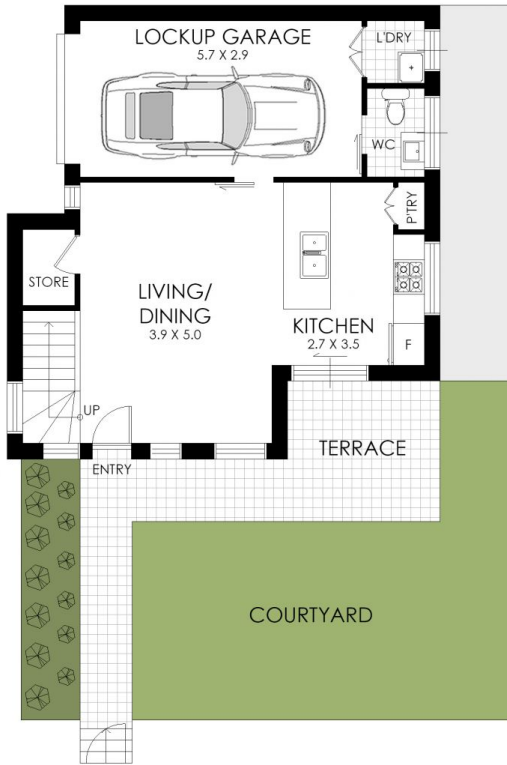 LOCKUP GARAGE
5.7 X 2.9
L'DRY
WC
P'TRY
STORE
LIVING/
DINING
3.9 X 5.0
KITCHEN
2.7 X 3.5
F
UP
ENTRY
TERRACE
COURTYARD